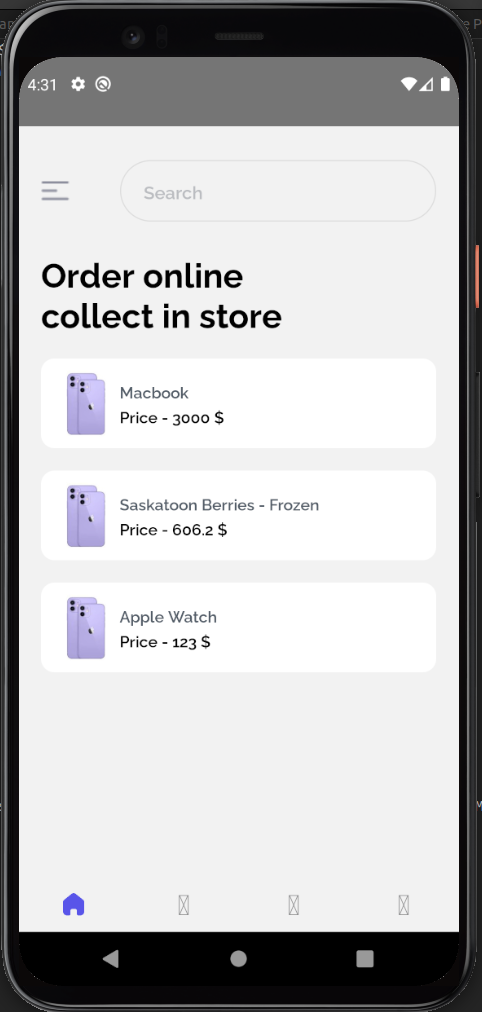 4:31
Search
Order online
collect in store
Macbook
Price - 3000 $
Saskatoon Berries - Frozen
Price - 606.2 $
Apple Watch
Price - 123 $